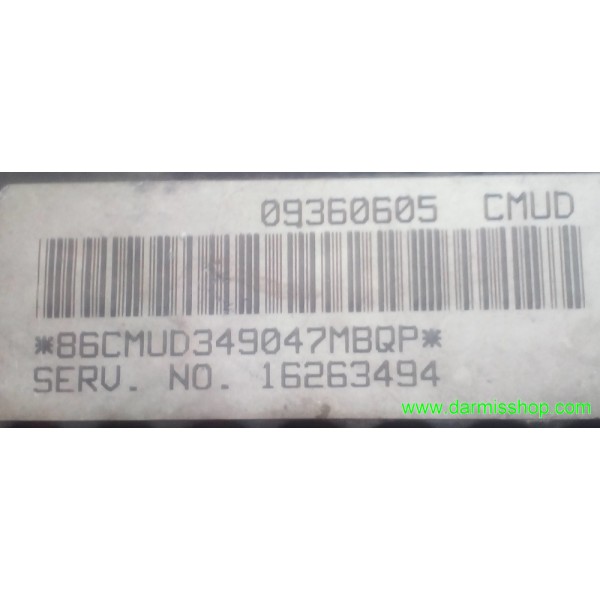 09360605 CMUD
*86CMUD349047MBQP*
SERV. NO. 16263494
www.darmisshop.com